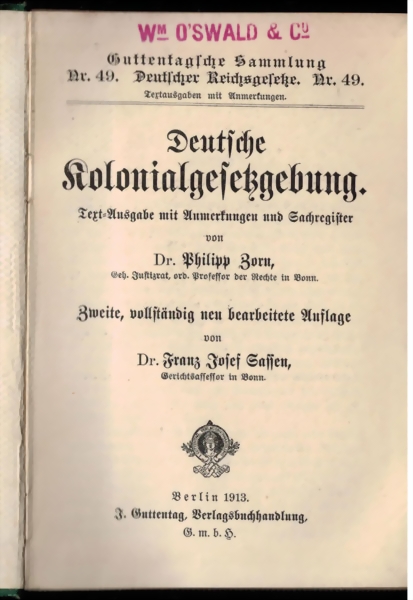 WM O'SWALD & CO
Guttentagsche Sammlung
Nr. 49. Deutscher Reichsgesetze. Nr. 49.
Textausgaben mit Anmerkungen.
Deutsche
Kolonialgesetzgebung.
Text-Ausgabe mit Anmerkungen und Sachregister
von
Dr. Philipp Zorn,
Geh. Justizrat, ord. Professor der Rechte in Bonn.
Zweite, vollständig neu bearbeitete Auflage
von
Dr. Franz Josef Sassen,
Gerichtsassessor in Bonn.
Berlin 1913.
J. Guttentag, Verlagsbuchhandlung,
G. m. b. H.